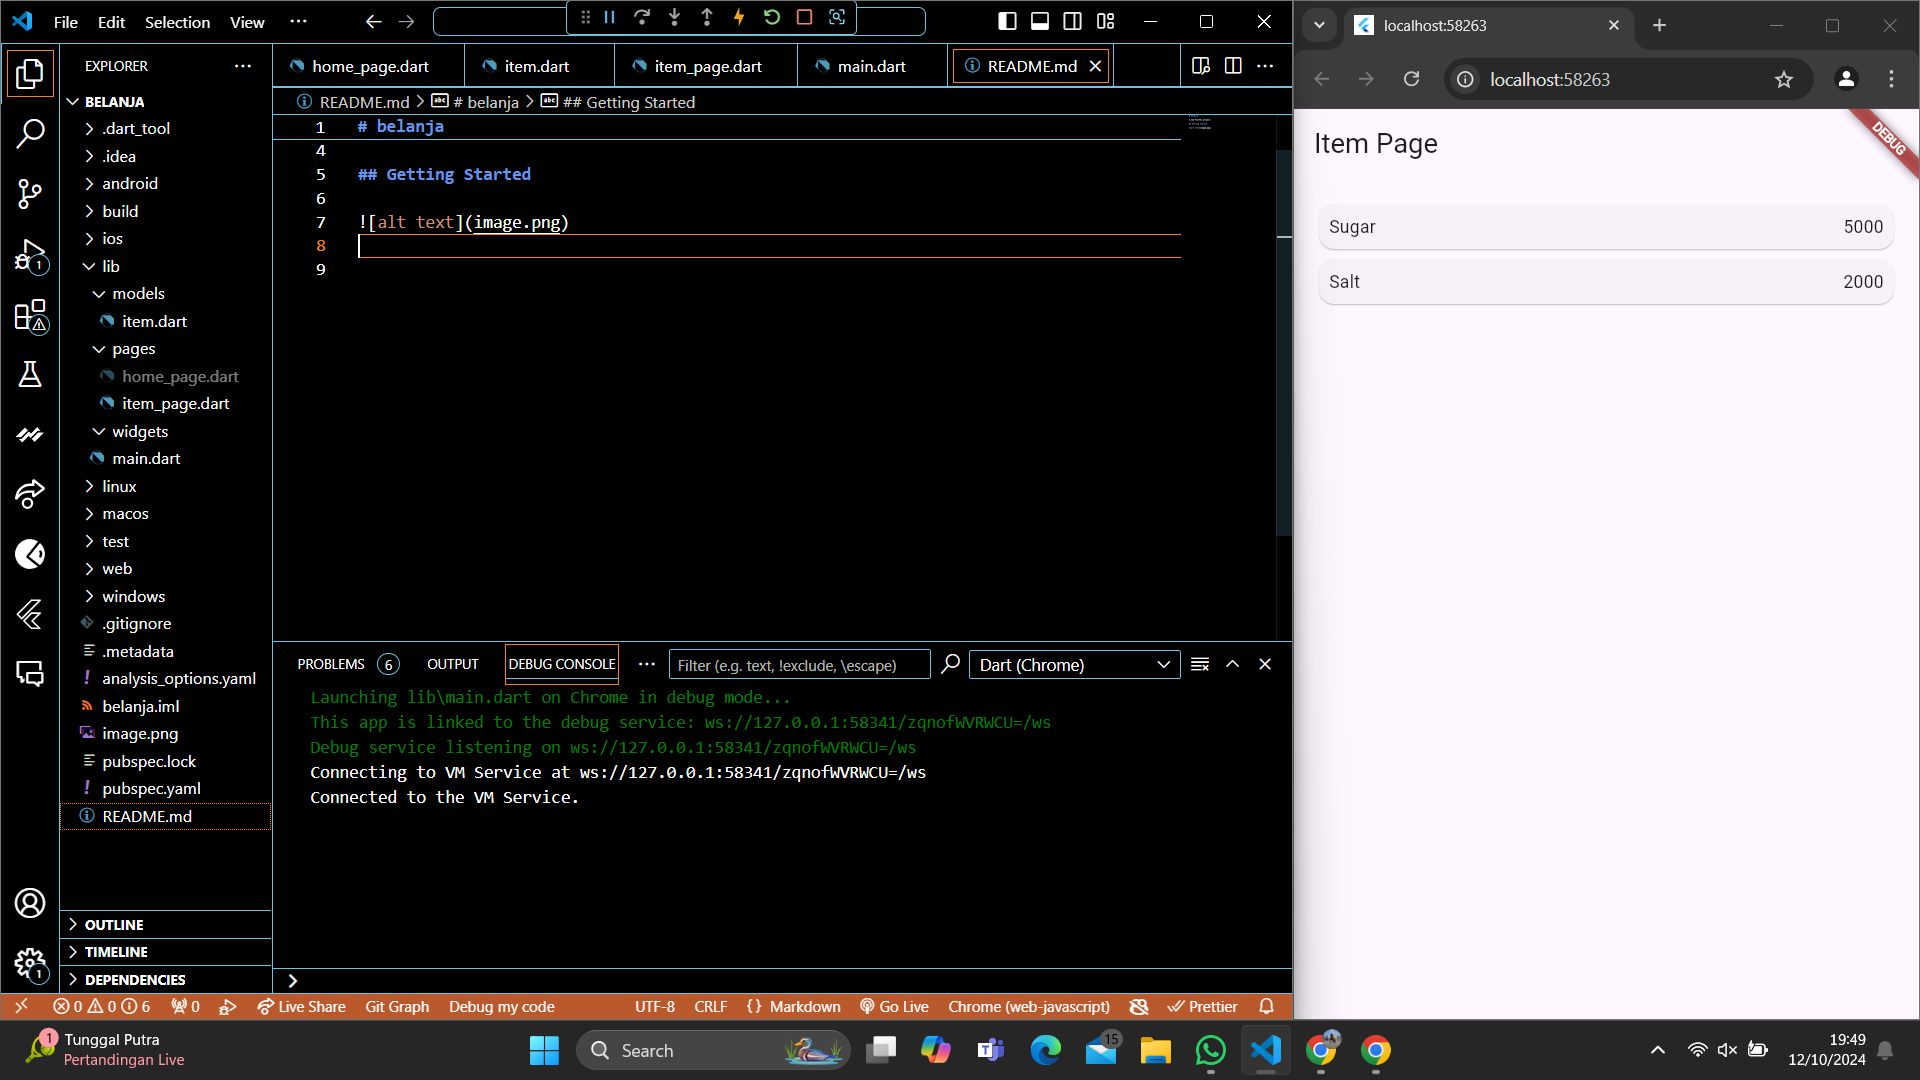 File Edit Selection View ···
EXPLORER ···
BELANJA
.dart_tool
.idea
android
build
ios
lib
models
item.dart
pages
home_page.dart
item_page.dart
widgets
main.dart
linux
macos
test
web
windows
.gitignore
.metadata
! analysis_options.yaml
belanja.iml
image.png
pubspec.lock
! pubspec.yaml
README.md
OUTLINE
TIMELINE
DEPENDENCIES
1
1
home_page.dart item.dart item_page.dart main.dart README.md
README.md > # belanja > ## Getting Started
1 # belanja
4
5 ## Getting Started
6
7 ![alt text](image.png)
8
9
PROBLEMS 6 OUTPUT DEBUG CONSOLE ··· Filter (e.g. text, !exclude, \escape) Dart (Chrome)
Launching lib\main.dart on Chrome in debug mode...
This app is linked to the debug service: ws://127.0.0.1:58341/zqnofWVRWCU=/ws
Debug service listening on ws://127.0.0.1:58341/zqnofWVRWCU=/ws
Connecting to VM Service at ws://127.0.0.1:58341/zqnofWVRWCU=/ws
Connected to the VM Service.
>
0 0 6 0 Live Share Git Graph Debug my code UTF-8 CRLF {} Markdown Go Live Chrome (web-javascript) Prettier
localhost:58263
localhost:58263
Item Page
DEBUG
Sugar 5000
Salt 2000
1 Tunggal Putra
Pertandingan Live
Search
15
19:49
12/10/2024